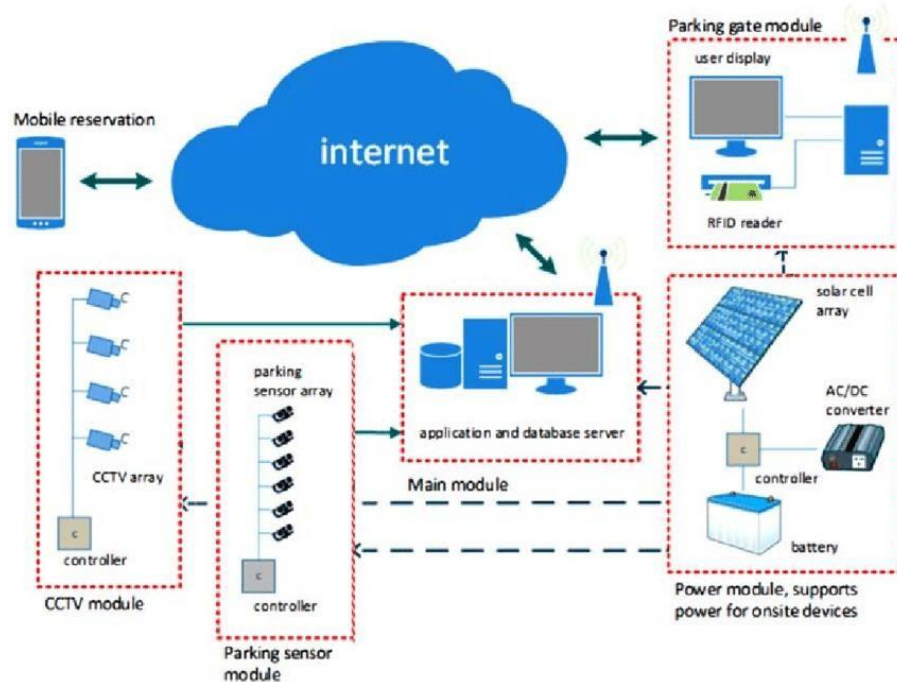 Parking gate module
user display
Mobile reservation
internet
RFID reader
solar cell
array
parking
sensor array
AC/DC
converter
C
C
C
C
CCTV array
application and database server
C
controller
Main module
C
controller
battery
C
controller
CCTV module
Power module, supports
power for onsite devices
Parking sensor
module